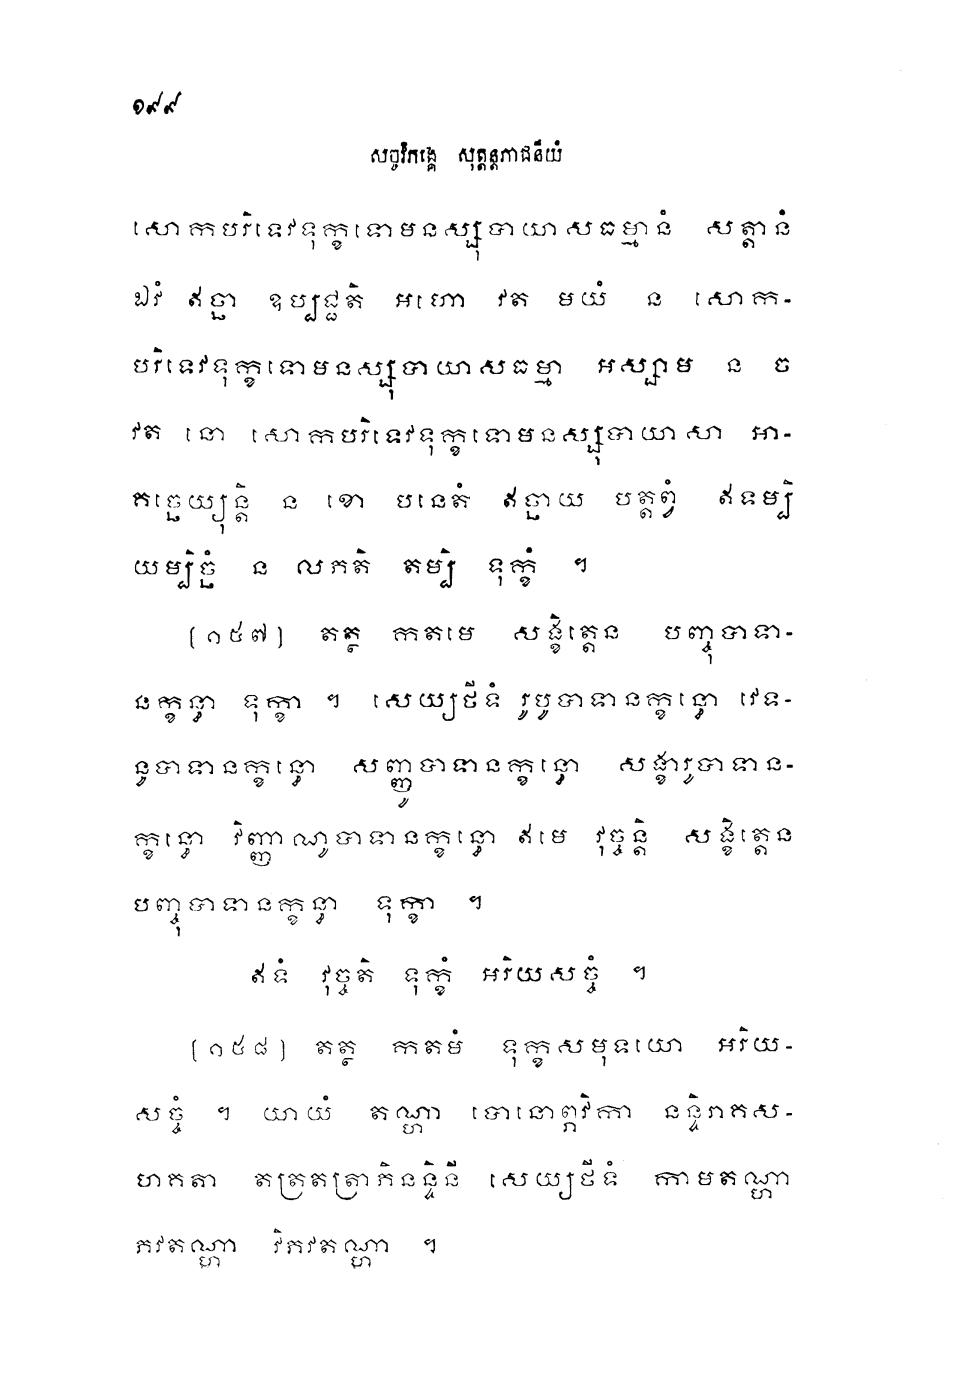 ១៩៩
សច្ចវិភង្គេ សុត្តន្តភាជនីយំ
សោកបរិទេវទុក្ខទោមនស្សុបាយាសធម្មានំ សត្តានំ
ឯវំ ឥច្ឆា ឧប្បជ្ជតិ អហោ វត មយំ ន សោក-
បរិទេវទុក្ខទោមនស្សុបាយាសធម្មា អស្សាម ន ច
វត នោ សោកបរិទេវទុក្ខទោមនស្សុបាយាសា អា-
គច្ឆេយ្យុន្តិ ន ខោ បនេតំ ឥច្ឆាយ បត្តព្វំ ឥទម្បិ
យម្បិច្ឆំ ន លភតិ តម្បិ ទុក្ខំ ។
(១៥៧) តត្ថ កតមេ សង្ខិត្តេន បញ្ចុបាទា-
នក្ខន្ធា ទុក្ខា ។ សេយ្យថីទំ រូបូបាទានក្ខន្ធោ វេទ-
នូបាទានក្ខន្ធោ សញ្ញូបាទានក្ខន្ធោ សង្ខារូបាទាន-
ក្ខន្ធោ វិញ្ញាណូបាទានក្ខន្ធោ ឥមេ វុច្ចន្តិ សង្ខិត្តេន
បញ្ចុបាទានក្ខន្ធា ទុក្ខា ។
ឥទំ វុច្ចតិ ទុក្ខំ អរិយសច្ចំ ។
(១៥៨) តត្ថ កតមំ ទុក្ខសមុទយោ អរិយ-
សច្ចំ ។ យាយំ តណ្ហា បោនោព្ភវិកា នន្ទិរាគស-
ហគតា តត្រតត្រាភិនន្ទិនី សេយ្យថីទំ កាមតណ្ហា
ភវតណ្ហា វិភវតណ្ហា ។